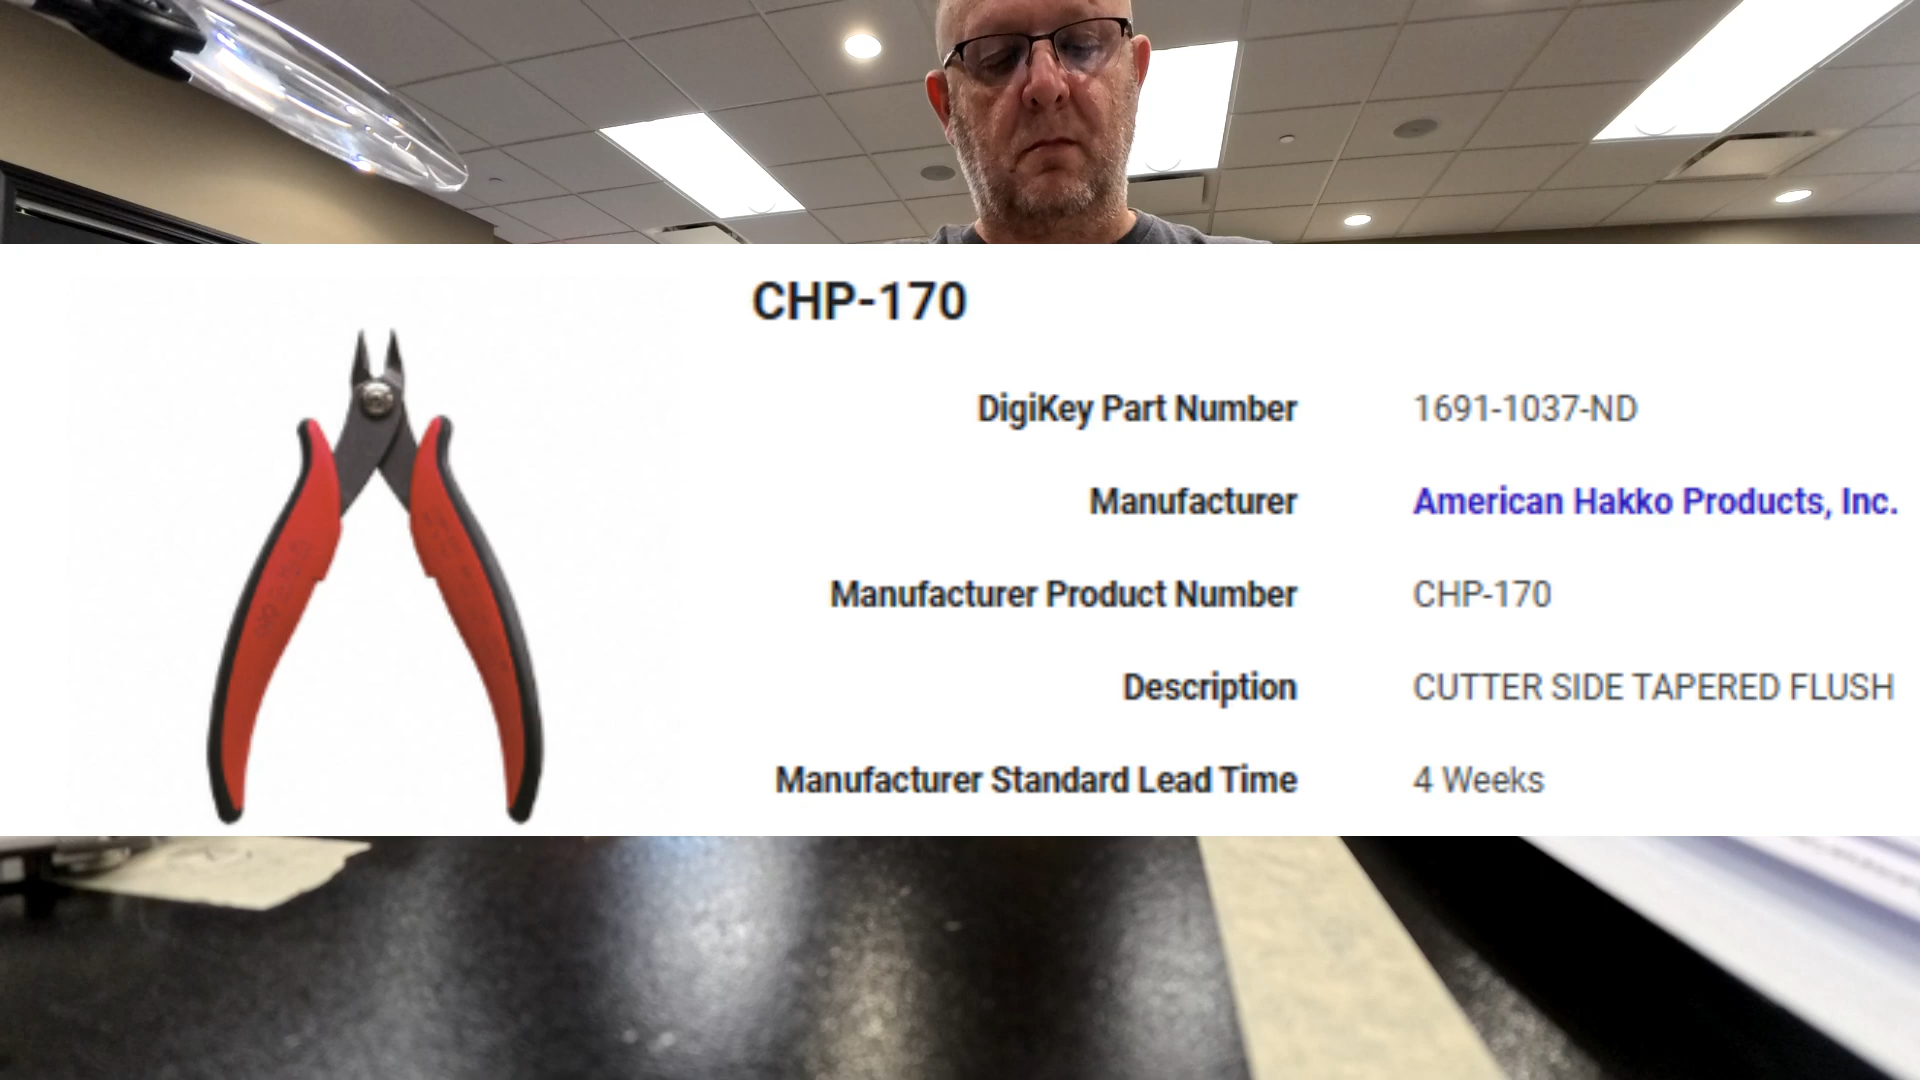 CHP-170
DigiKey Part Number 1691-1037-ND
Manufacturer American Hakko Products, Inc.
Manufacturer Product Number CHP-170
Description CUTTER SIDE TAPERED FLUSH
Manufacturer Standard Lead Time 4 Weeks